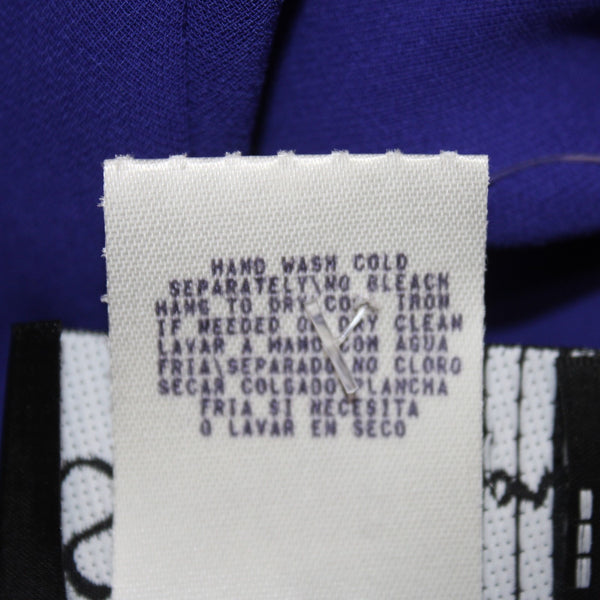 HAND WASH COLD
SEPARATELY\NO BLEACH
HANG TO DRY COOL IRON
IF NEEDED OR DRY CLEAN
LAVAR A MANO CON AGUA
FRIA\SEPARADO NO CLORO
SECAR COLGADO PLANCHA
FRIA SI NECESITA
O LAVAR EN SECO